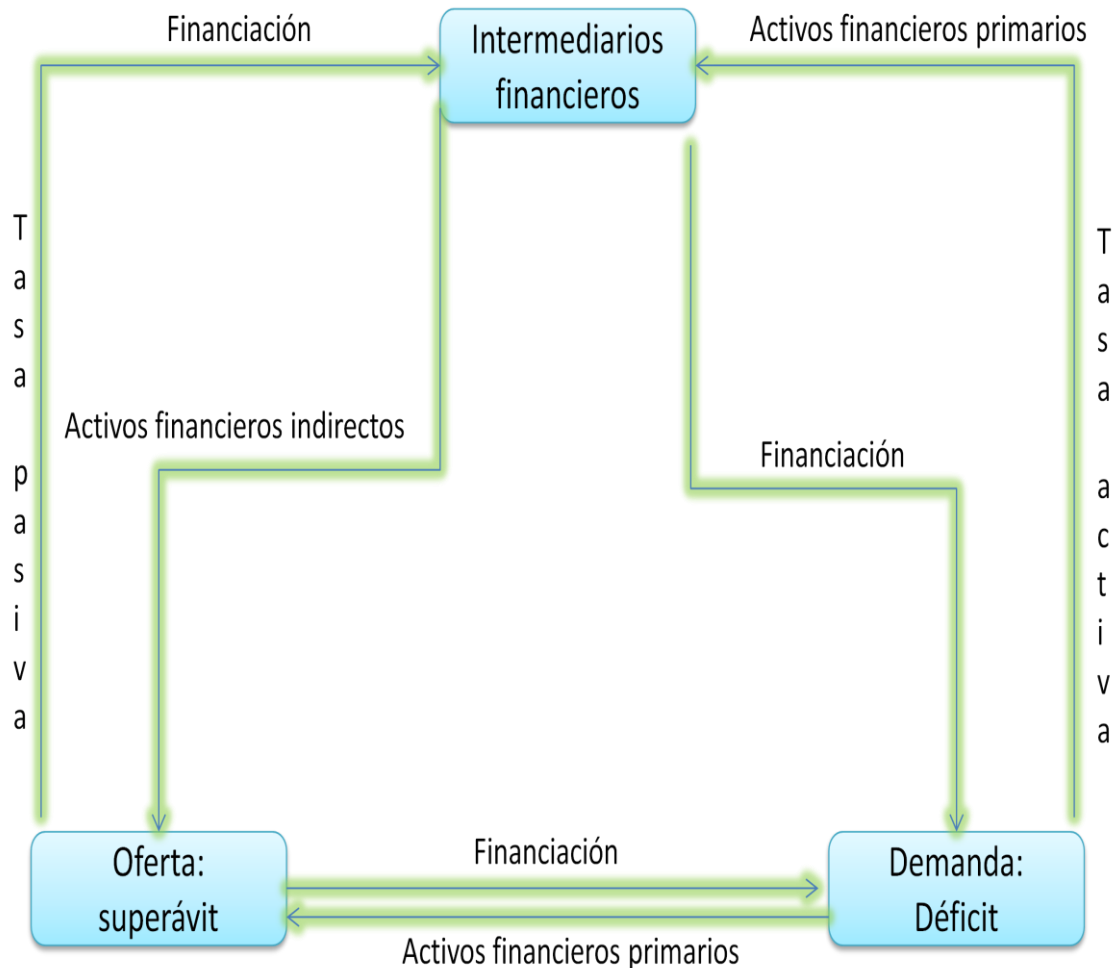 Financiación
Intermediarios
financieros
Activos financieros primarios
Tasa pasiva
Tasa activa
Activos financieros indirectos
Financiación
Oferta:
superávit
Financiación
Activos financieros primarios
Demanda:
Déficit